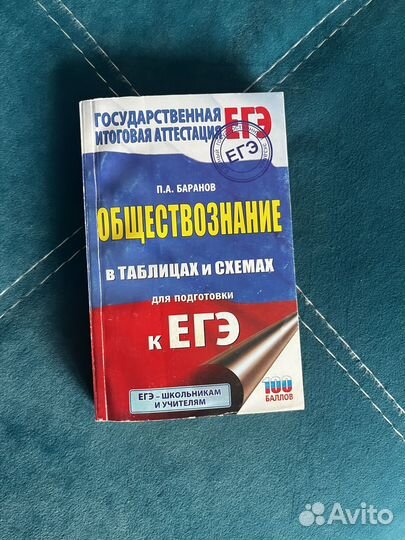 ГОСУДАРСТВЕННАЯ
ИТОГОВАЯ АТТЕСТАЦИЯ
ЕГЭ
ЕГЭ
П.А. БАРАНОВ
ОБЩЕСТВОЗНАНИЕ
В ТАБЛИЦАХ И СХЕМАХ
для подготовки
к ЕГЭ
ЕГЭ – ШКОЛЬНИКАМ
И УЧИТЕЛЯМ
100
БАЛЛОВ
Avito